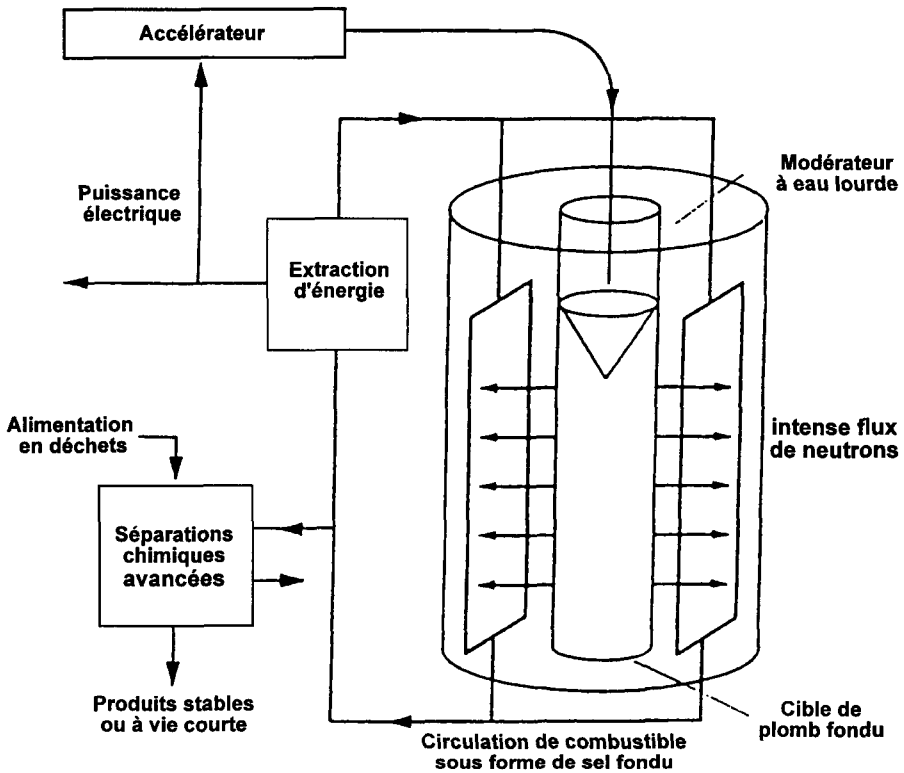 Accélérateur
Modérateur
à eau lourde
Puissance
électrique
Extraction
d'énergie
Alimentation
en déchets
intense flux
de neutrons
Séparations
chimiques
avancées
Produits stables
ou à vie courte
Cible de
plomb fondu
Circulation de combustible
sous forme de sel fondu